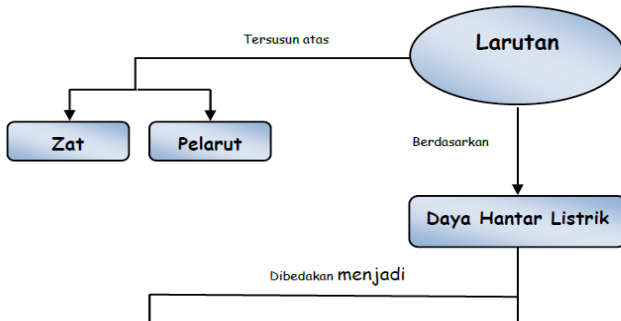 Larutan
Tersusun atas
Zat
Pelarut
Berdasarkan
Daya Hantar Listrik
Dibedakan menjadi